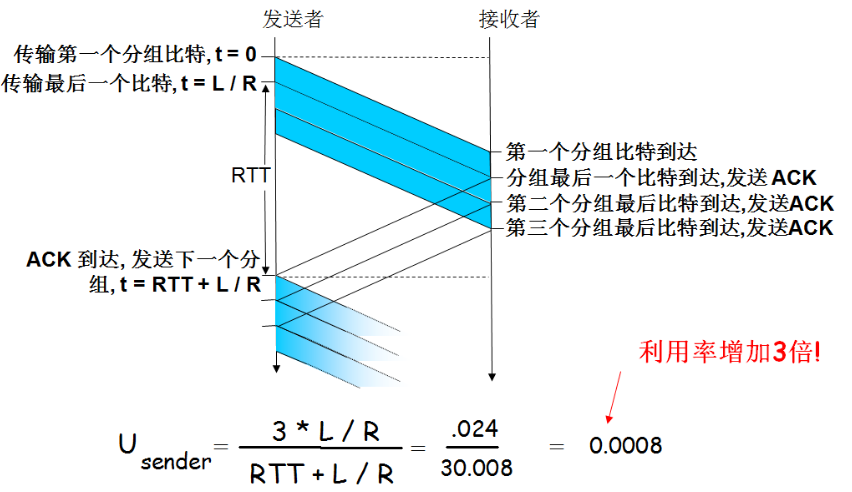 发送者
接收者
传输第一个分组比特, t = 0
传输最后一个比特, t = L / R
RTT
第一个分组比特到达
分组最后一个比特到达,发送 ACK
第二个分组最后比特到达,发送ACK
第三个分组最后比特到达,发送ACK
ACK 到达, 发送下一个分
组, t = RTT + L / R
利用率增加3倍!
U sender = 3 * L / R / RTT + L / R = .024 / 30.008 = 0.0008